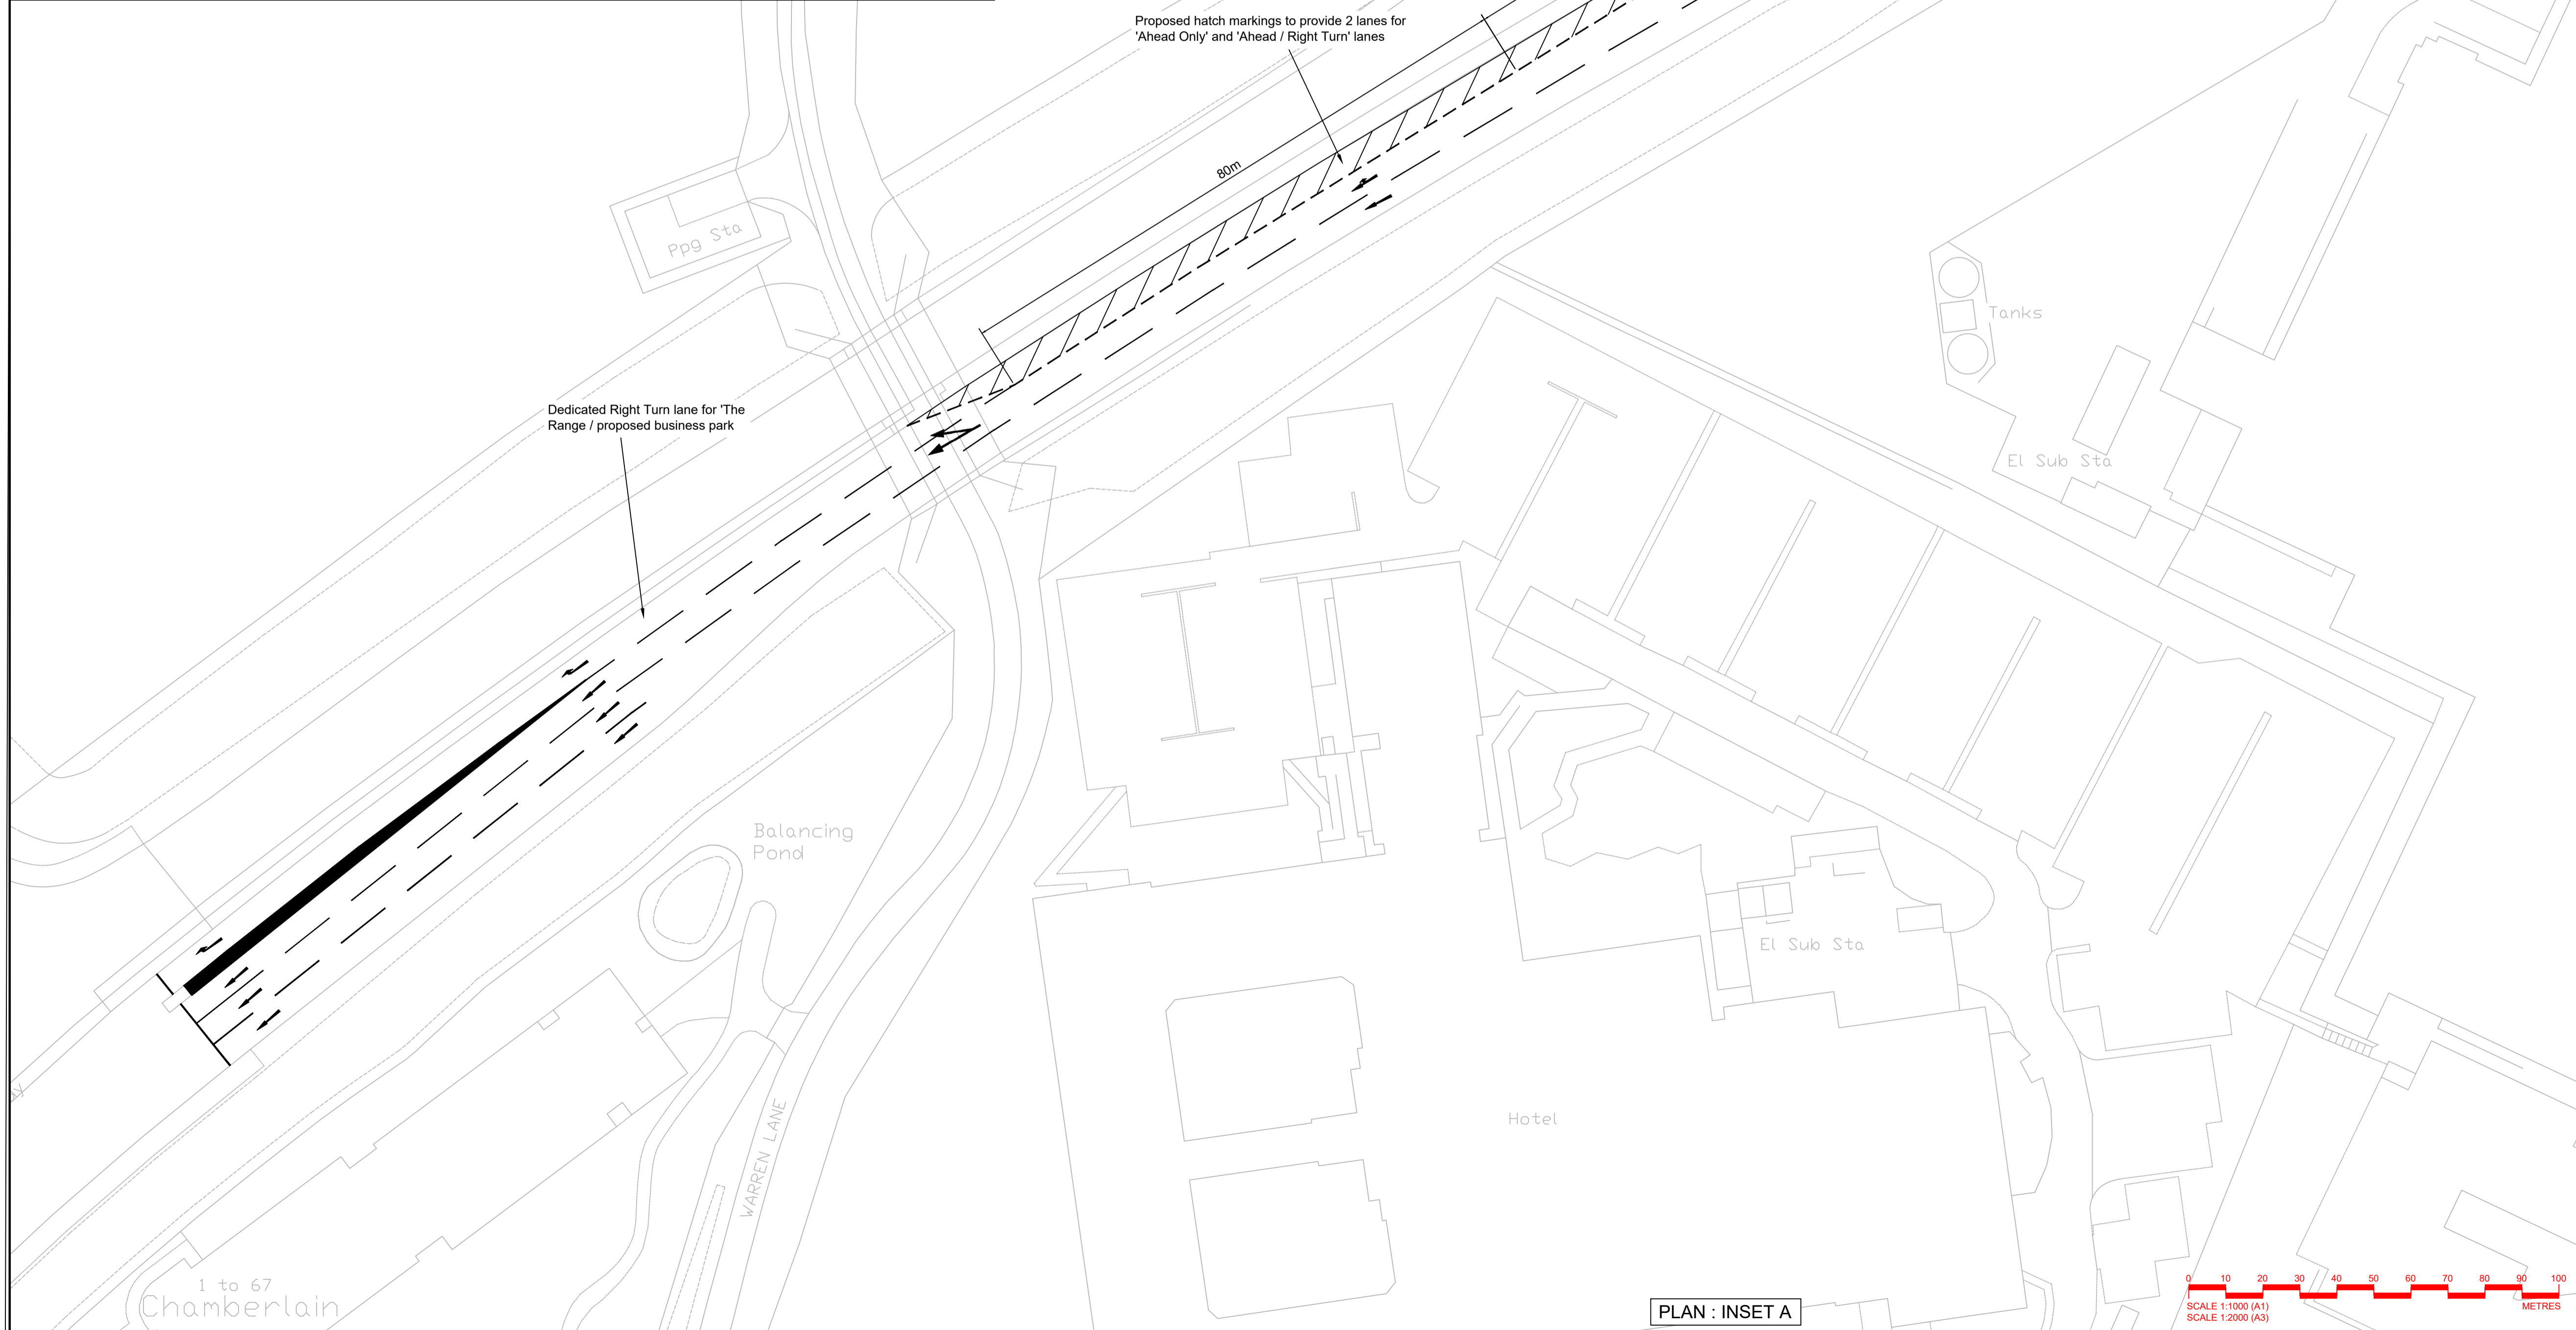 Proposed hatch markings to provide 2 lanes for
'Ahead Only' and 'Ahead / Right Turn' lanes
80m
Ppg Sta
Tanks
Dedicated Right Turn lane for 'The
Range / proposed business park
El Sub Sta
Balancing
Pond
El Sub Sta
WARREN LANE
Hotel
1 to 67
Chamberlain
PLAN : INSET A
0 10 20 30 40 50 60 70 80 90 100
SCALE 1:1000 (A1) METRES
SCALE 1:2000 (A3)